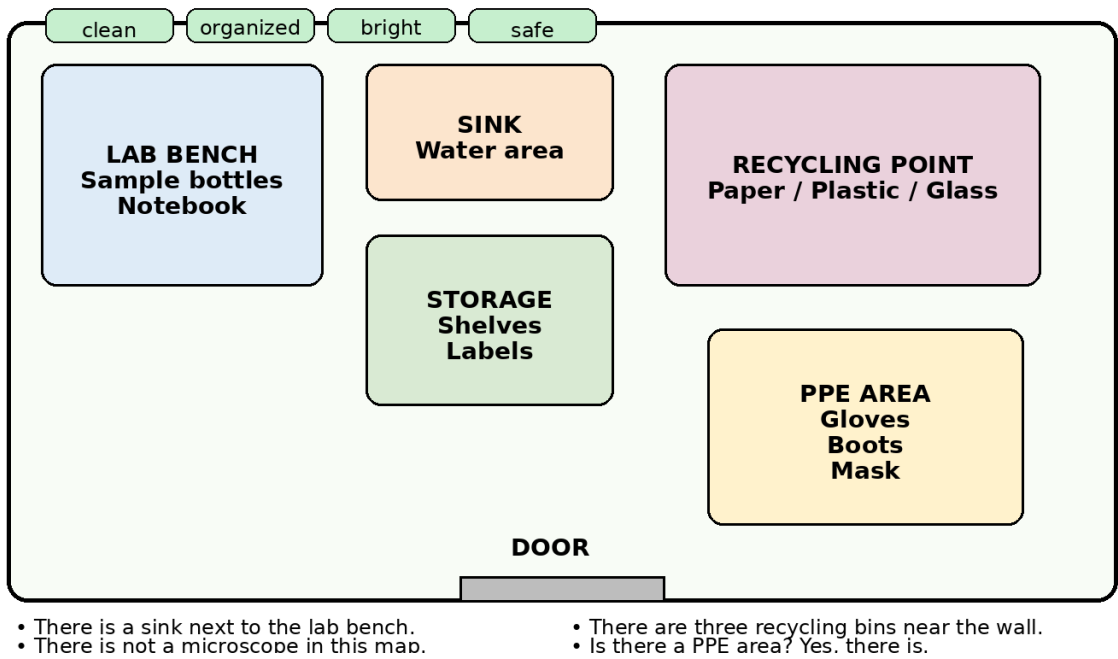 clean
organized
bright
safe
LAB BENCH
Sample bottles
Notebook
SINK
Water area
RECYCLING POINT
Paper / Plastic / Glass
STORAGE
Shelves
Labels
PPE AREA
Gloves
Boots
Mask
DOOR
• There is a sink next to the lab bench.
• There is not a microscope in this map.
• There are three recycling bins near the wall.
• Is there a PPE area? Yes, there is.